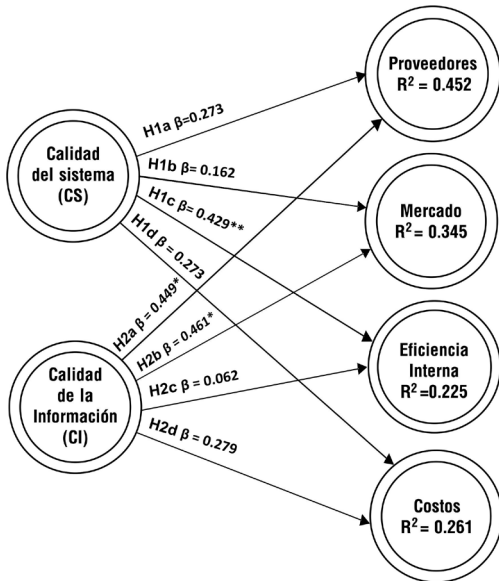 Calidad
del sistema
(CS)
H1a β=0.273
H1b β= 0.162
H1c β= 0.429**
H1d β = 0.273
H2a β = 0.449*
H2b β = 0.461*
H2c β = 0.062
H2d β = 0.279
Calidad
de la
Información
(CI)
Proveedores
R² = 0.452
Mercado
R² = 0.345
Eficiencia
Interna
R² =0.225
Costos
R² = 0.261